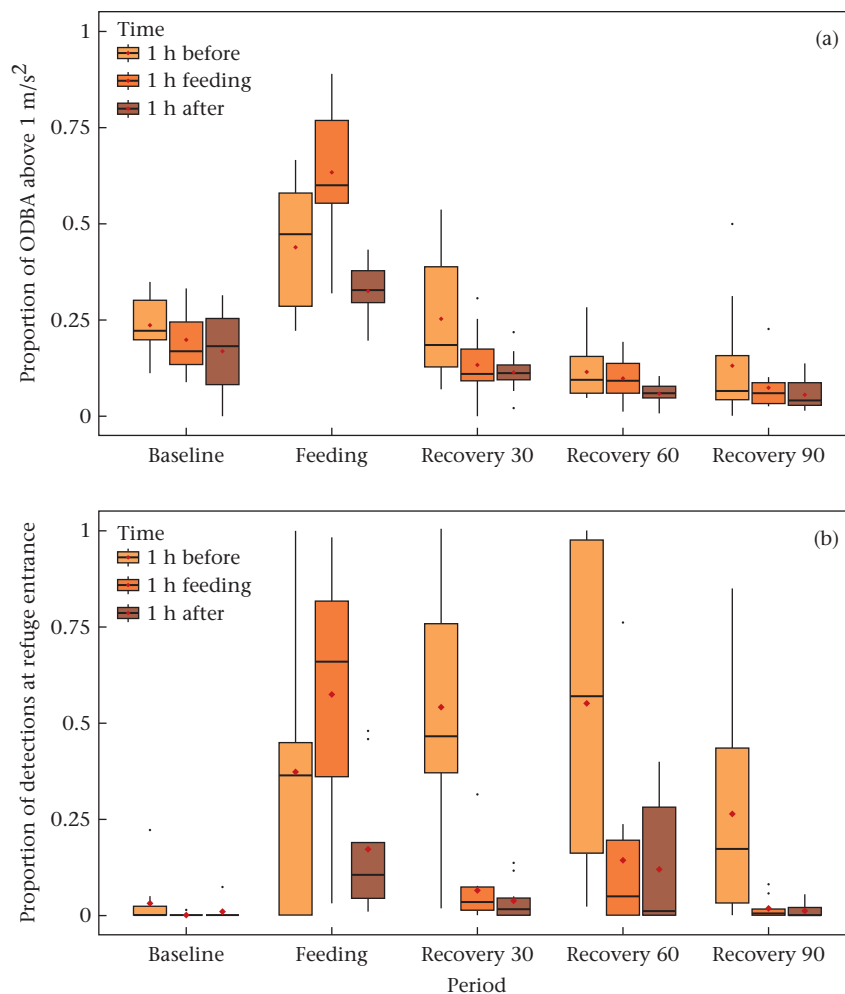 (a)
Time
1 h before
1 h feeding
1 h after
Proportion of ODBA above 1 m/s²
1
0.75
0.5
0.25
0
Baseline Feeding Recovery 30 Recovery 60 Recovery 90
(b)
Time
1 h before
1 h feeding
1 h after
Proportion of detections at refuge entrance
1
0.75
0.5
0.25
0
Baseline Feeding Recovery 30 Recovery 60 Recovery 90
Period